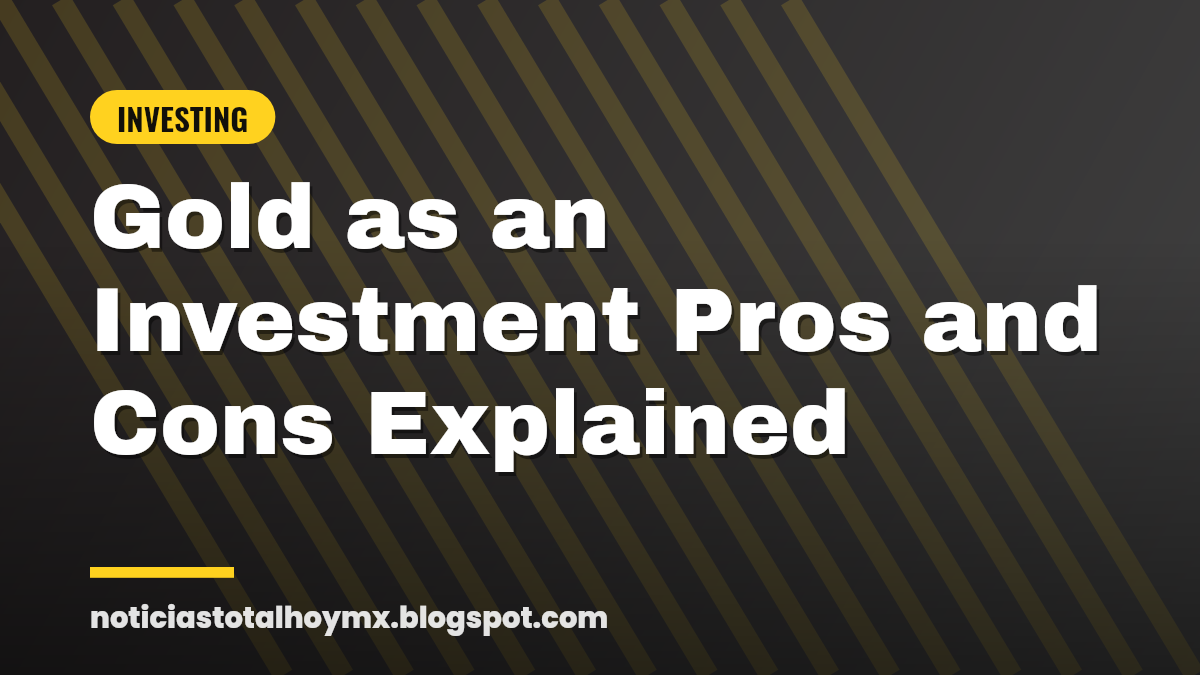 INVESTING
Gold as an
Investment Pros and
Cons Explained
noticiastotalhoymx.blogspot.com